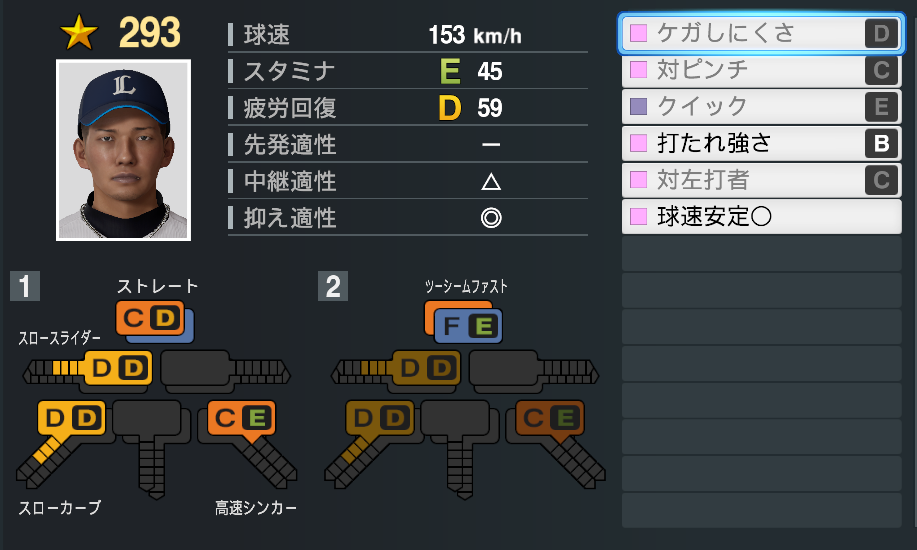 ★ 293
L
球速 153 km/h
スタミナ E 45
疲労回復 D 59
先発適性 ―
中継適性 △
抑え適性 ◎
ケガしにくさ D
対ピンチ C
クイック E
打たれ強さ B
対左打者 C
球速安定〇
1
ストレート
C D
スロースライダー
D D
D D
C E
スローカーブ
高速シンカー
2
ツーシームファスト
F E
D D
D D
C E